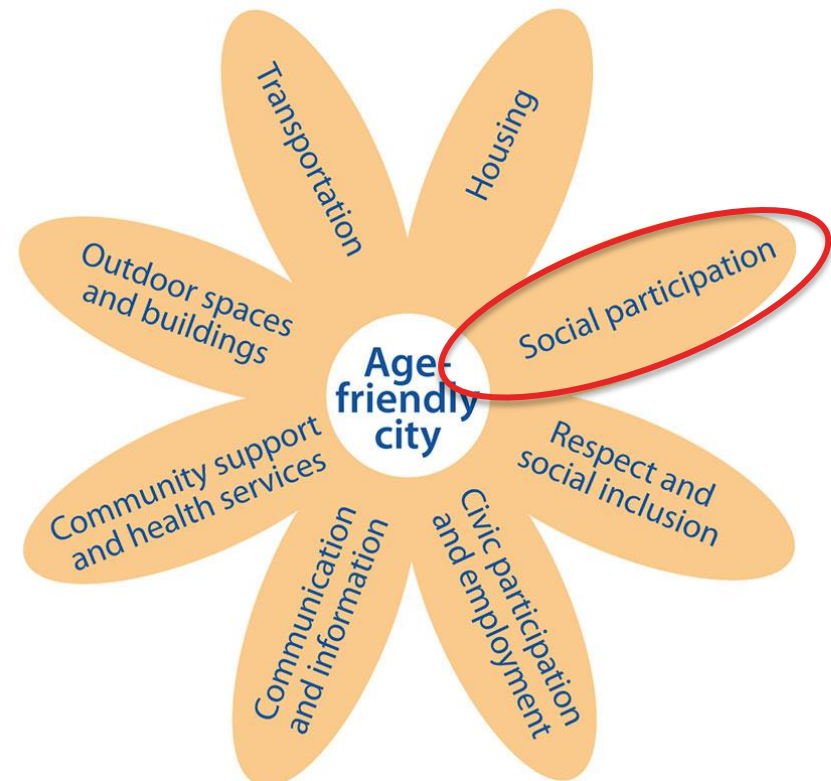 Transportation
Housing
Outdoor spaces
and buildings
Social participation
Age-
friendly
city
Community support
and health services
Respect and
social inclusion
Communication
and information
Civic participation
and employment